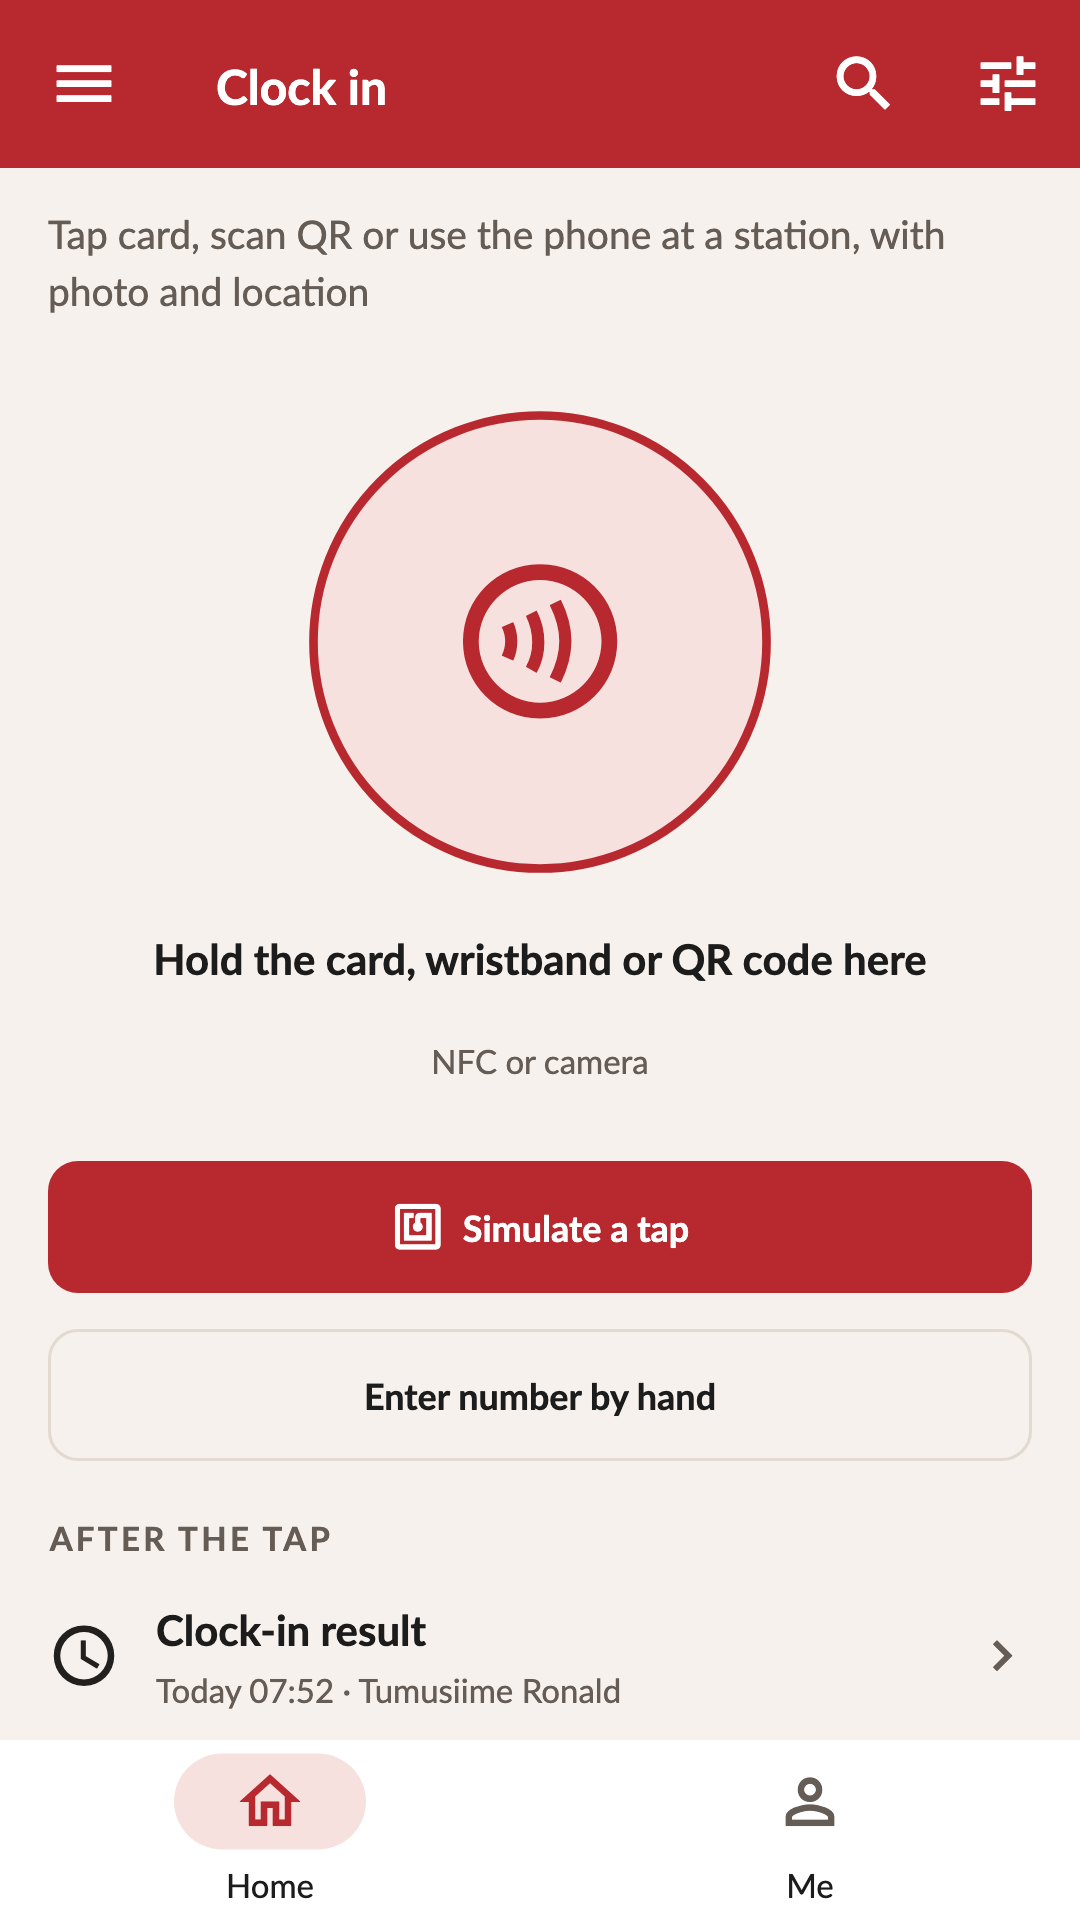 Clock in
Tap card, scan QR or use the phone at a station, with
photo and location
Hold the card, wristband or QR code here
NFC or camera
Simulate a tap
Enter number by hand
AFTER THE TAP
Clock-in result
Today 07:52 · Tumusiime Ronald
Home
Me